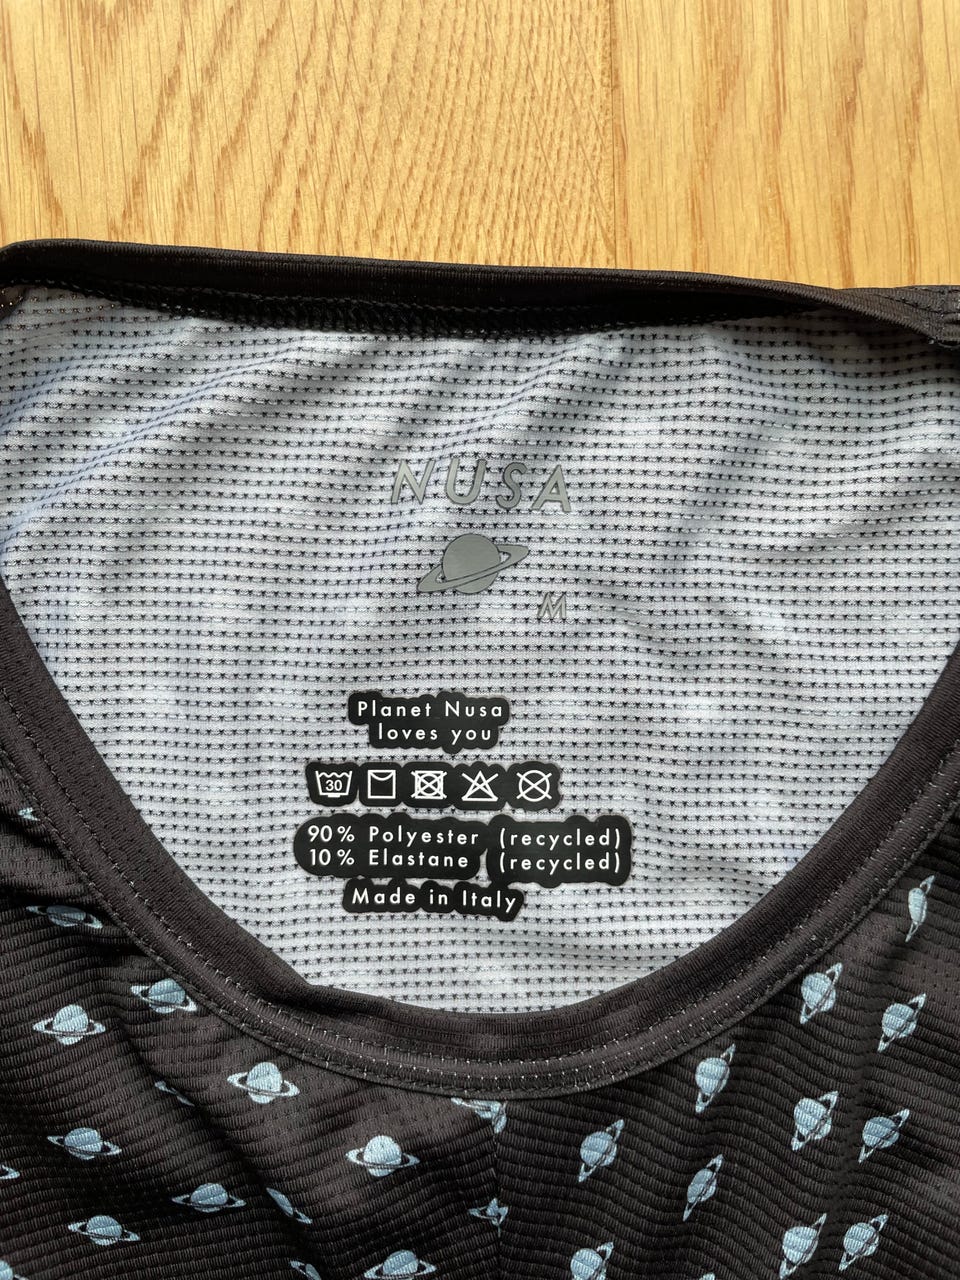 NUSA
M
Planet Nusa
loves you
30
90% Polyester (recycled)
10% Elastane (recycled)
Made in Italy